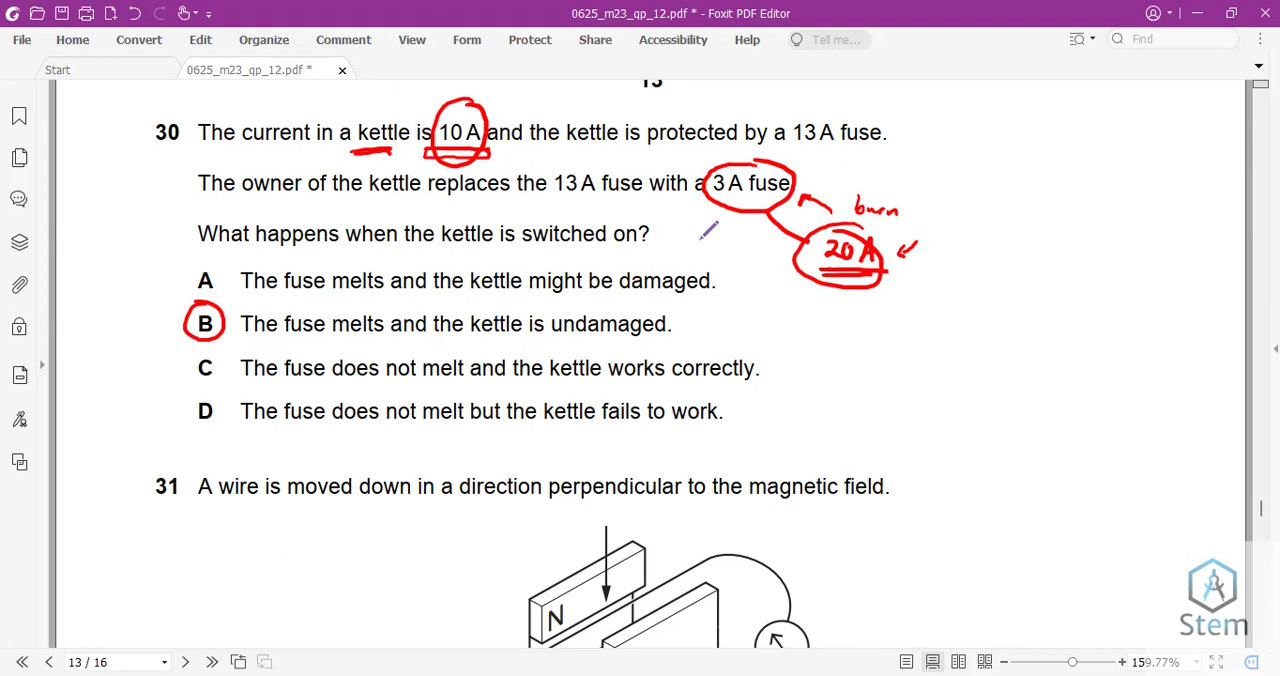 0625_m23_qp_12.pdf * - Foxit PDF Editor
File Home Convert Edit Organize Comment View Form Protect Share Accessibility Help Tell me... Find
Start 0625_m23_qp_12.pdf *
13
30 The current in a kettle is 10 A and the kettle is protected by a 13 A fuse.
The owner of the kettle replaces the 13 A fuse with a 3 A fuse
burn
What happens when the kettle is switched on?
20A
A The fuse melts and the kettle might be damaged.
B The fuse melts and the kettle is undamaged.
C The fuse does not melt and the kettle works correctly.
D The fuse does not melt but the kettle fails to work.
31 A wire is moved down in a direction perpendicular to the magnetic field.
N
Stem
13 / 16 159.77%